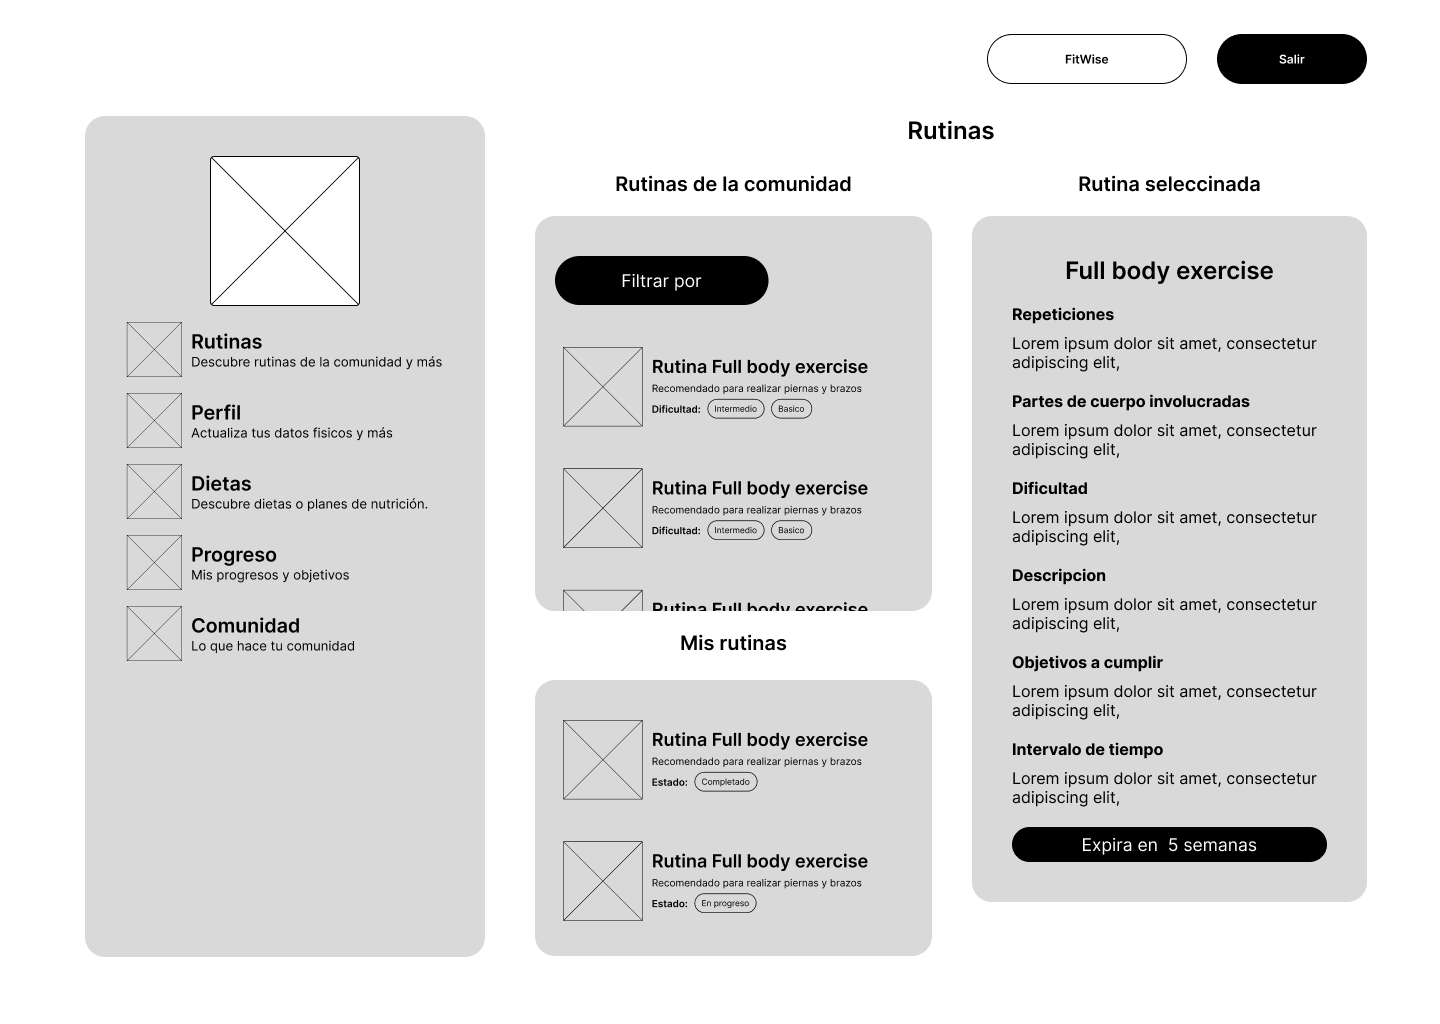 FitWise
Salir
Rutinas
Descubre rutinas de la comunidad y más
Perfil
Actualiza tus datos fisicos y más
Dietas
Descubre dietas o planes de nutrición.
Progreso
Mis progresos y objetivos
Comunidad
Lo que hace tu comunidad
Rutinas
Rutinas de la comunidad
Filtrar por
Rutina Full body exercise
Recomendado para realizar piernas y brazos
Dificultad: Intermedio Basico
Rutina Full body exercise
Recomendado para realizar piernas y brazos
Dificultad: Intermedio Basico
Rutina Full body exercise
Mis rutinas
Rutina Full body exercise
Recomendado para realizar piernas y brazos
Estado: Completado
Rutina Full body exercise
Recomendado para realizar piernas y brazos
Estado: En progreso
Rutina seleccinada
Full body exercise
Repeticiones
Lorem ipsum dolor sit amet, consectetur
adipiscing elit,
Partes de cuerpo involucradas
Lorem ipsum dolor sit amet, consectetur
adipiscing elit,
Dificultad
Lorem ipsum dolor sit amet, consectetur
adipiscing elit,
Descripcion
Lorem ipsum dolor sit amet, consectetur
adipiscing elit,
Objetivos a cumplir
Lorem ipsum dolor sit amet, consectetur
adipiscing elit,
Intervalo de tiempo
Lorem ipsum dolor sit amet, consectetur
adipiscing elit,
Expira en 5 semanas